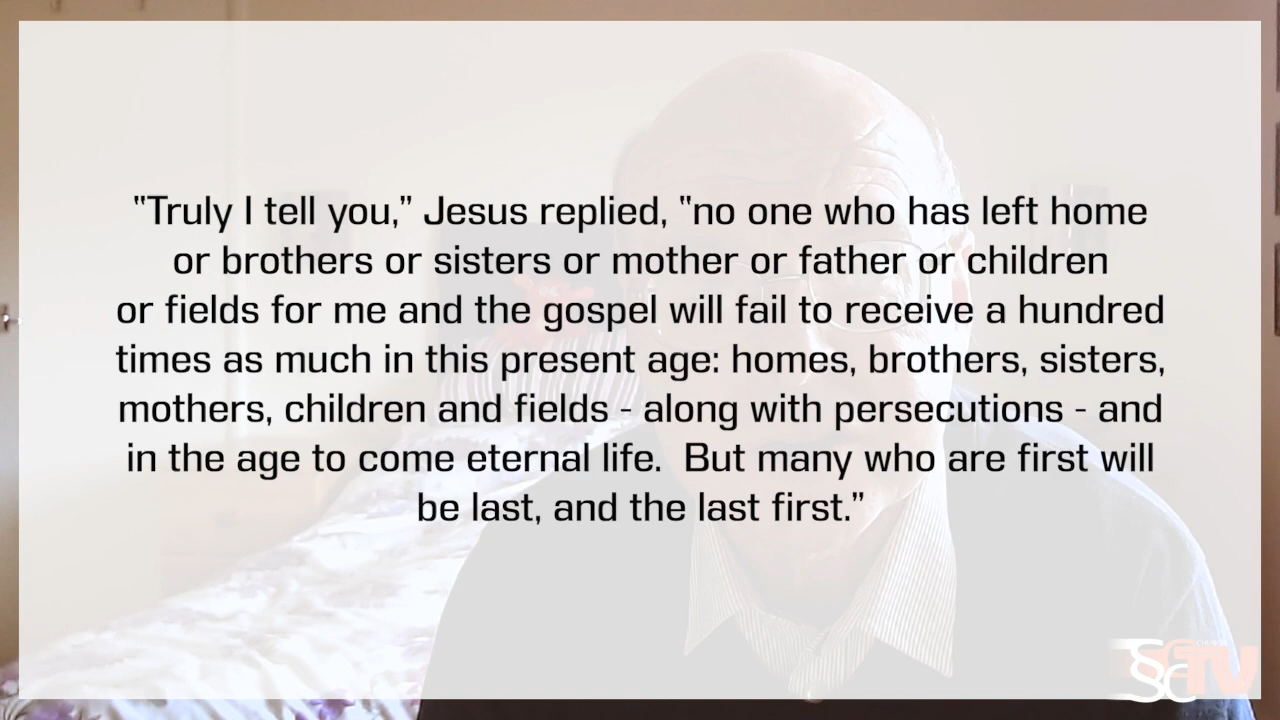 “Truly I tell you,” Jesus replied, “no one who has left home
or brothers or sisters or mother or father or children
or fields for me and the gospel will fail to receive a hundred
times as much in this present age: homes, brothers, sisters,
mothers, children and fields - along with persecutions - and
in the age to come eternal life.  But many who are first will
be last, and the last first.”
CHURCH
TV